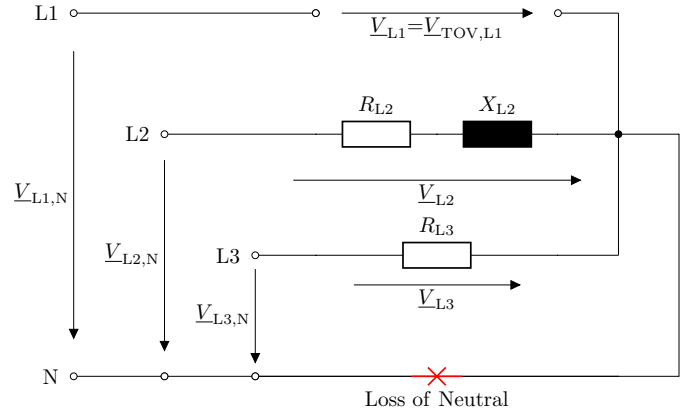 L1
V_L1=V_TOV,L1
R_L2
X_L2
L2
V_L1,N
V_L2
R_L3
V_L2,N
L3
V_L3,N
V_L3
N
Loss of Neutral